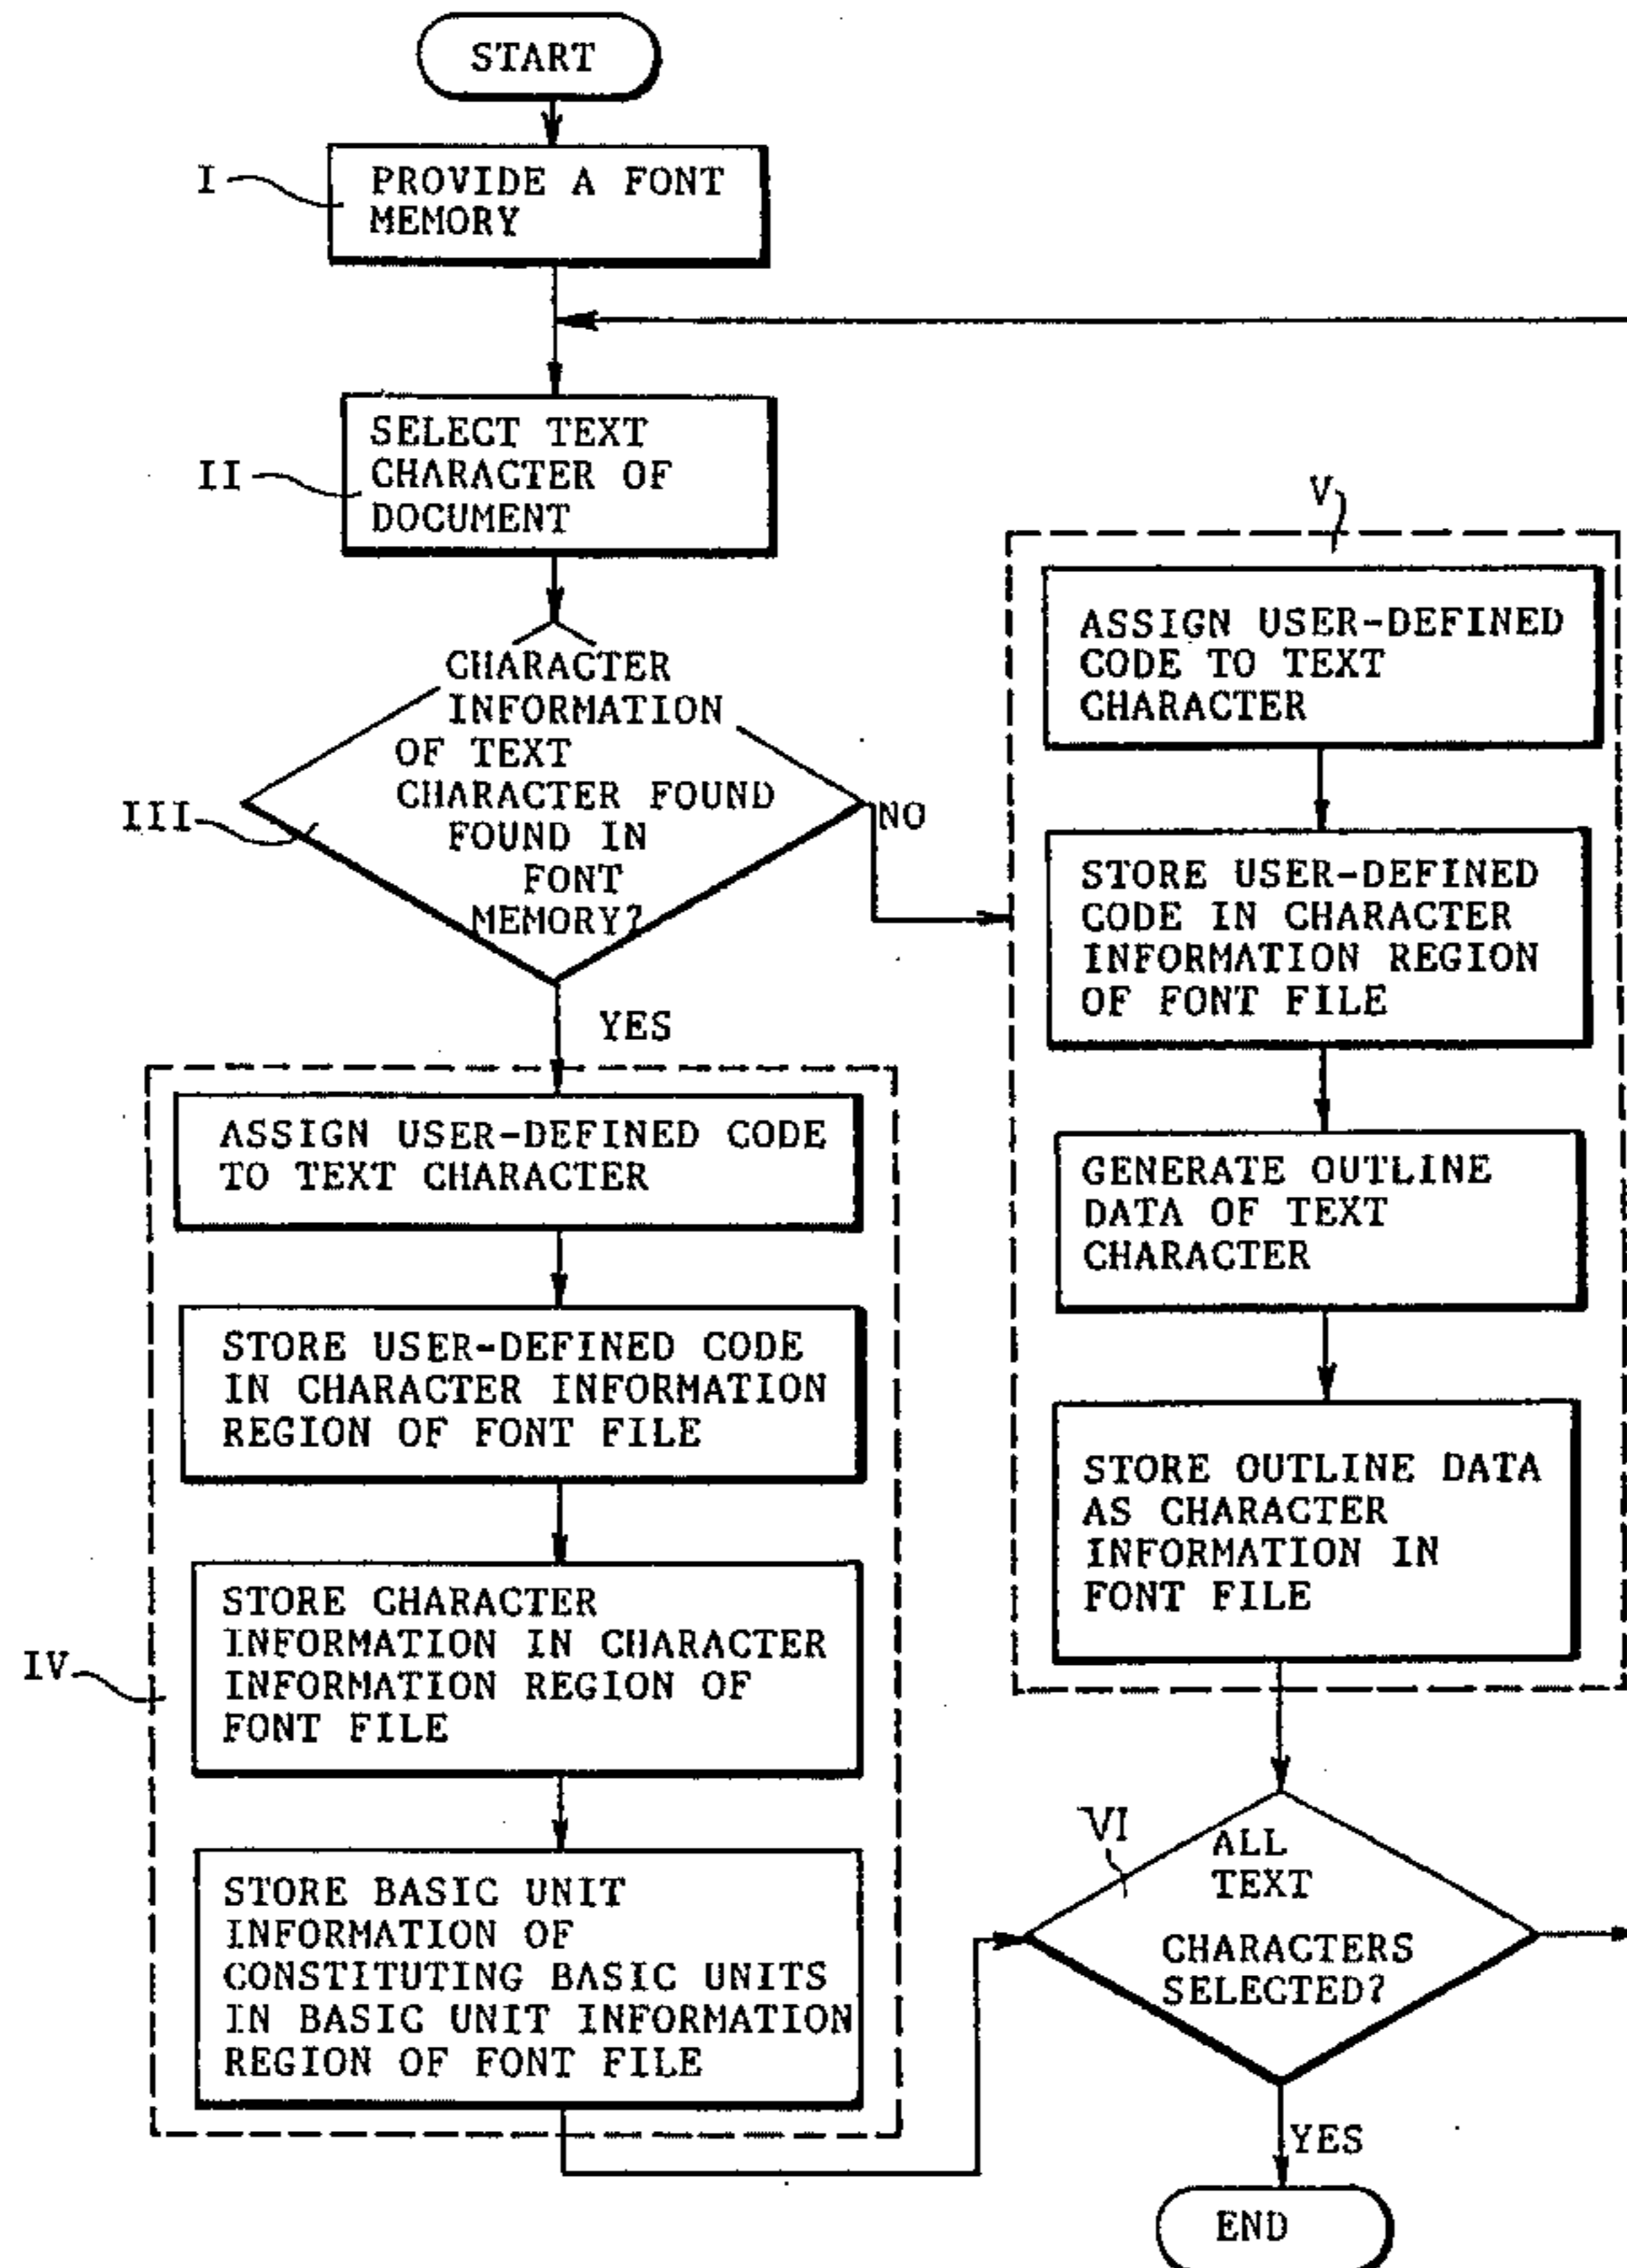 START
I
PROVIDE A FONT
MEMORY
II
SELECT TEXT
CHARACTER OF
DOCUMENT
III
CHARACTER
INFORMATION
OF TEXT
CHARACTER FOUND
FOUND IN
FONT
MEMORY?
NO
YES
IV
ASSIGN USER-DEFINED CODE
TO TEXT CHARACTER
STORE USER-DEFINED CODE
IN CHARACTER INFORMATION
REGION OF FONT FILE
STORE CHARACTER
INFORMATION IN CHARACTER
INFORMATION REGION OF
FONT FILE
STORE BASIC UNIT
INFORMATION OF
CONSTITUTING BASIC UNITS
IN BASIC UNIT INFORMATION
REGION OF FONT FILE
V
ASSIGN USER-DEFINED
CODE TO TEXT
CHARACTER
STORE USER-DEFINED
CODE IN CHARACTER
INFORMATION REGION
OF FONT FILE
GENERATE OUTLINE
DATA OF TEXT
CHARACTER
STORE OUTLINE DATA
AS CHARACTER
INFORMATION IN
FONT FILE
VI
ALL
TEXT
CHARACTERS
SELECTED?
YES
END